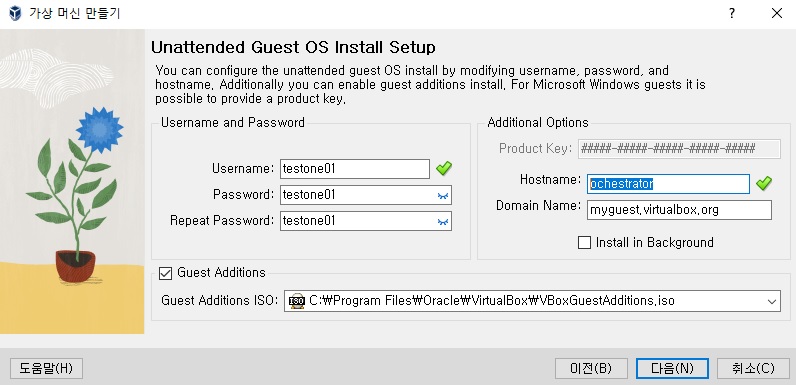 가상 머신 만들기
Unattended Guest OS Install Setup
You can configure the unattended guest OS install by modifying username, password, and
hostname. Additionally you can enable guest additions install. For Microsoft Windows guests it is
possible to provide a product key.
Username and Password
Username: testone01
Password: testone01
Repeat Password: testone01
Additional Options
Product Key: #####-#####-#####-#####-#####
Hostname: ochestrator
Domain Name: myguest.virtualbox.org
Install in Background
Guest Additions
Guest Additions ISO: ISO C:₩Program Files₩Oracle₩VirtualBox₩VBoxGuestAdditions.iso
도움말(H)
이전(B)
다음(N)
취소(C)